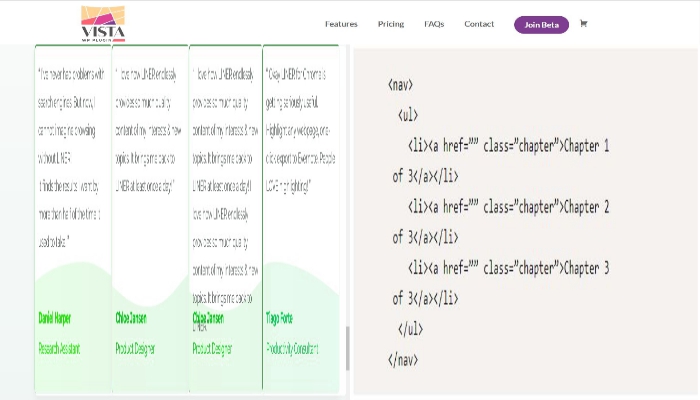 VISTA
WP PLUGIN
Features Pricing FAQs Contact Join Beta
"I've never had problems with
search engines. But now, I
cannot imagine browsing
without LINER
It finds the results I want by
more than half of the time it
used to take."
Daniel Harper
Research Assistant
"I love how LINER endlessly
provides so much quality
content of my interests & new
topics. It brings me back to
LINER at least once a day!"
Chloe Jansen
Product Designer
"I love how LINER endlessly
provides so much quality
content of my interests & new
topics. It brings me back to
LINER at least once a day!I
love how LINER endlessly
provides so much quality
content of my interests & new
topics. It brings me back to
LINER
Chloe Jansen
Product Designer
"Okay, LINER for Chrome is
getting seriously useful.
Highlight any webpage, one-
click export to Evernote. People
LOVE highlighting!"
Tiago Forte
Productivity Consultant
<nav>
<ul>
<li><a href="" class="chapter">Chapter 1
of 3</a></li>
<li><a href="" class="chapter">Chapter 2
of 3</a></li>
<li><a href="" class="chapter">Chapter 3
of 3</a></li>
</ul>
</nav>